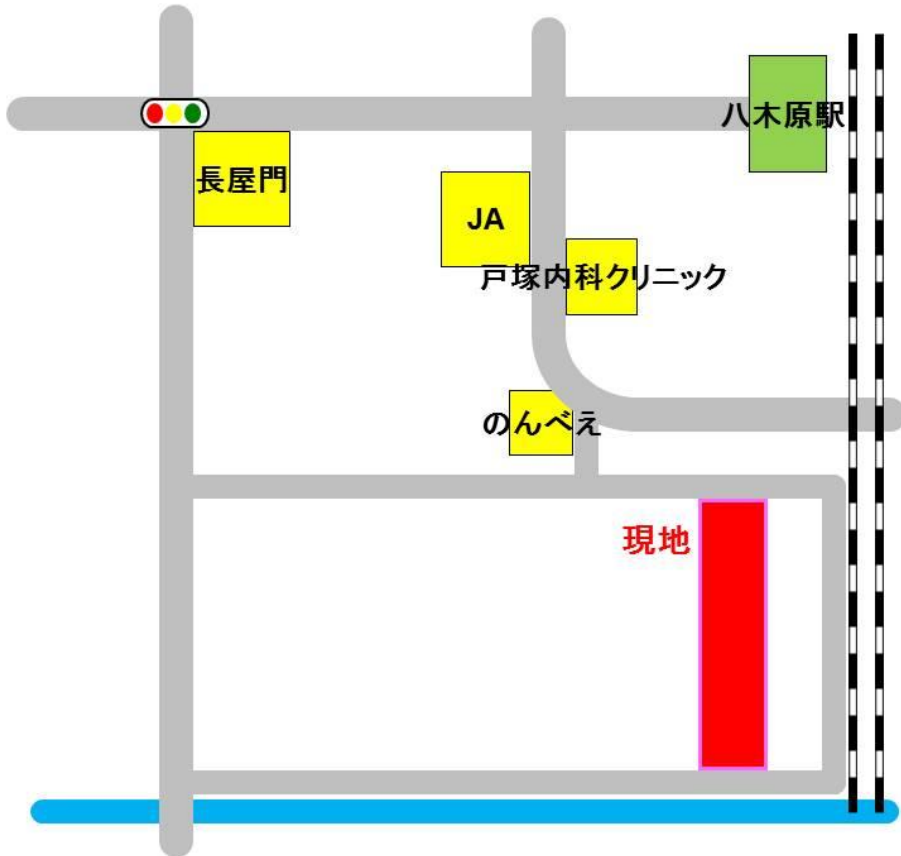 八木原駅
長屋門
JA
戸塚内科クリニック
のんべえ
現地